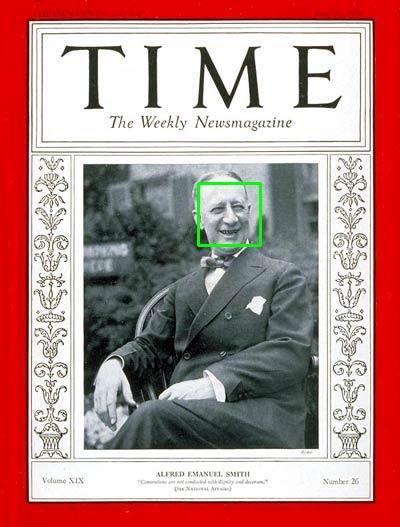 TIME
The Weekly Newsmagazine
ALFRED EMANUEL SMITH
Volume XIX
"Conventions are not conducted with dignity and decorum."
Number 26
(See NATIONAL AFFAIRS)